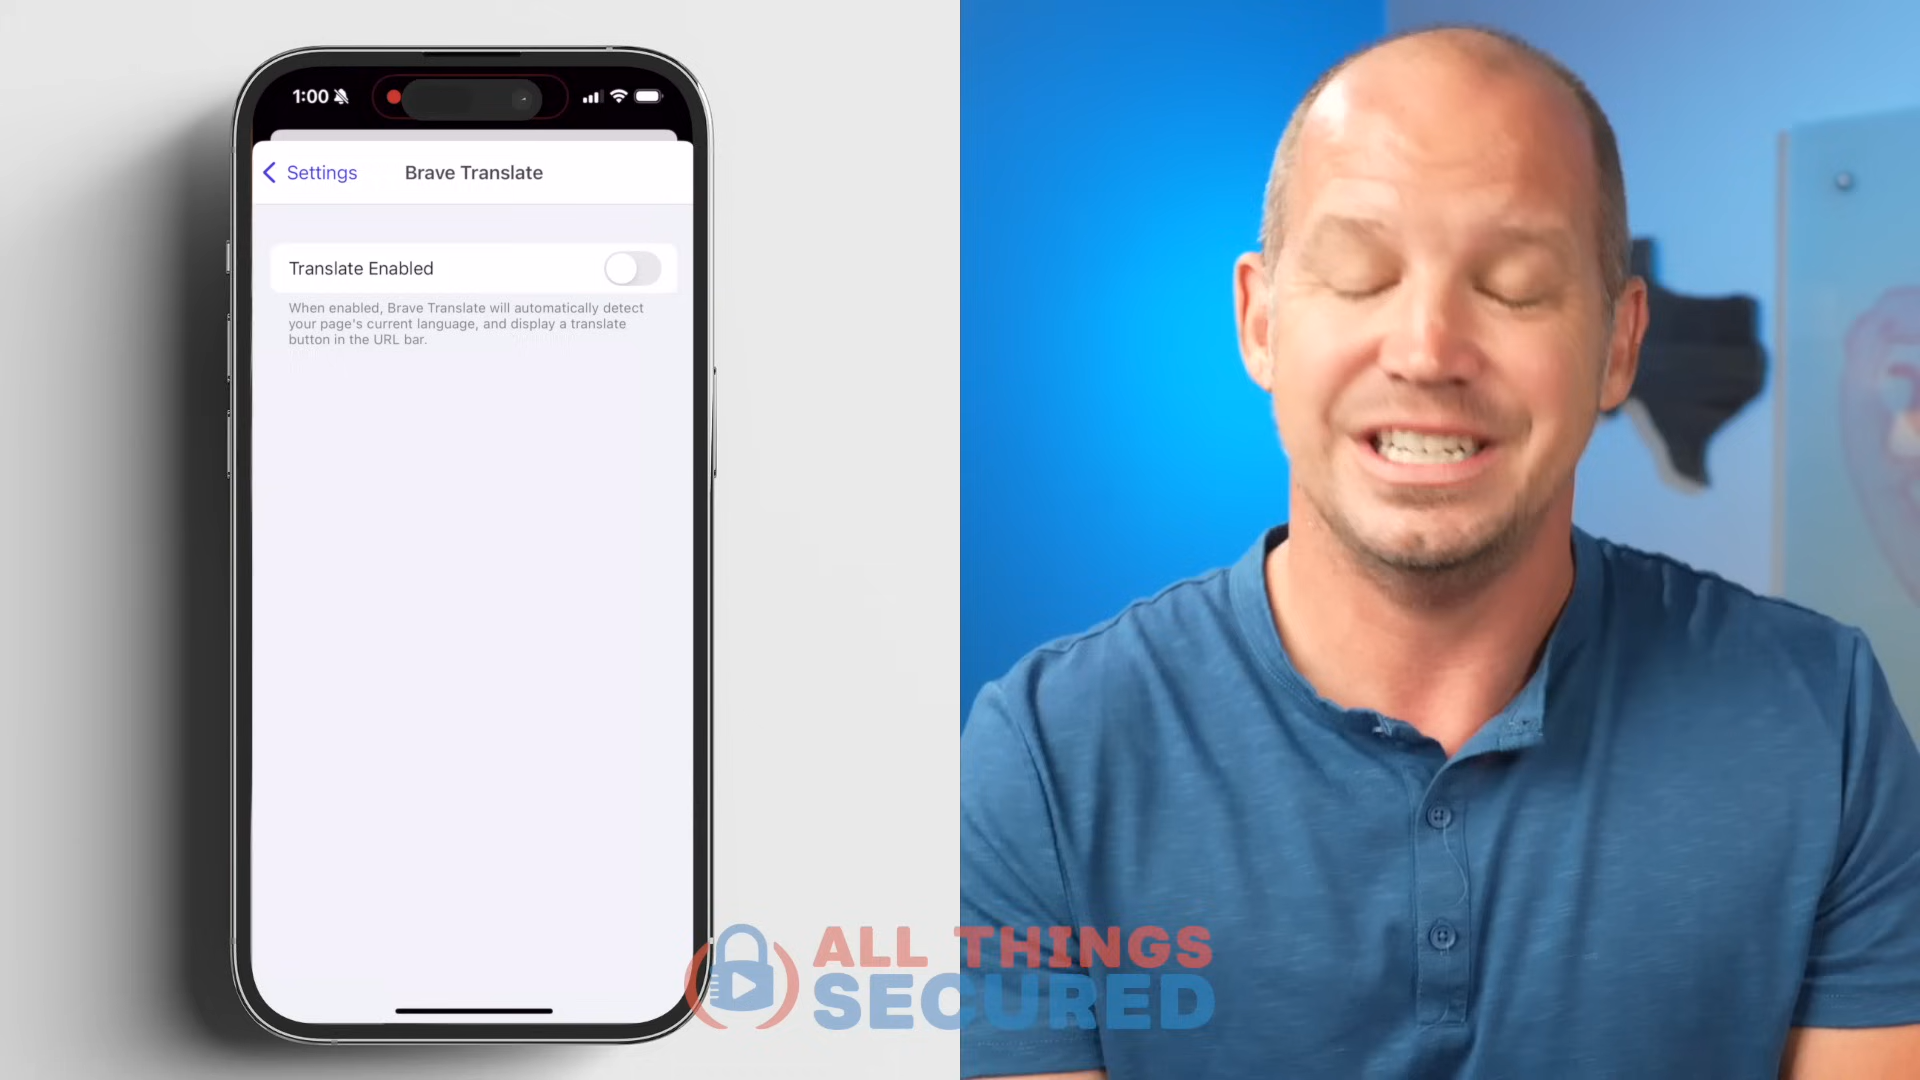 1:00
Settings
Brave Translate
Translate Enabled
When enabled, Brave Translate will automatically detect
your page's current language, and display a translate
button in the URL bar.
ALL THINGS
SECURED